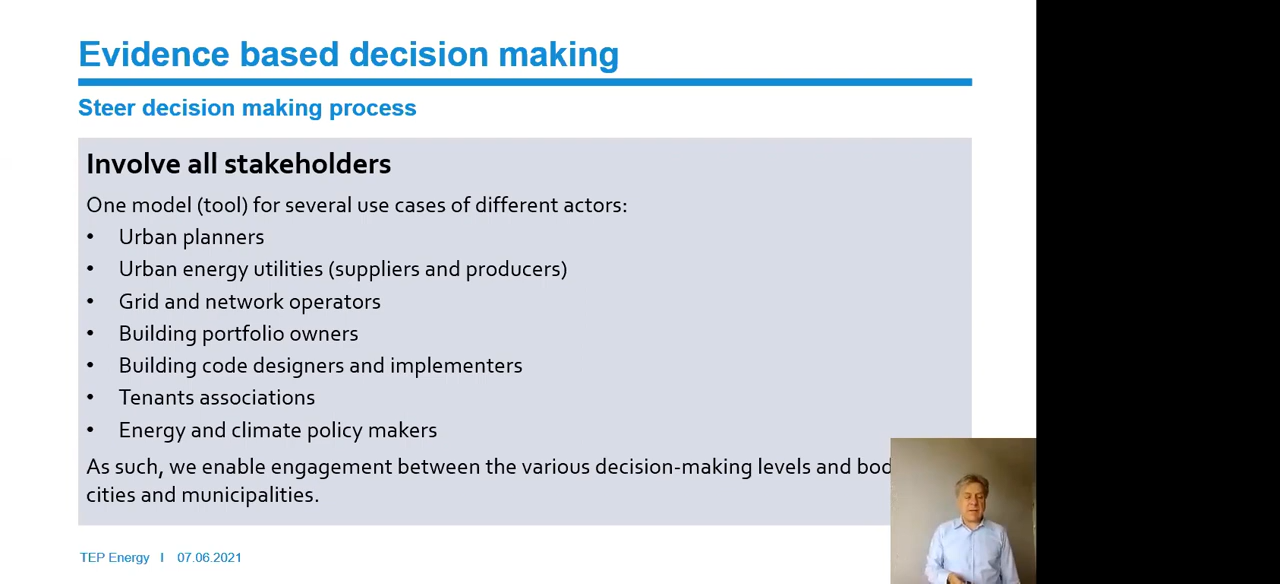 Evidence based decision making
Steer decision making process
Involve all stakeholders
One model (tool) for several use cases of different actors:
• Urban planners
• Urban energy utilities (suppliers and producers)
• Grid and network operators
• Building portfolio owners
• Building code designers and implementers
• Tenants associations
• Energy and climate policy makers
As such, we enable engagement between the various decision-making levels and
cities and municipalities.
TEP Energy I 07.06.2021